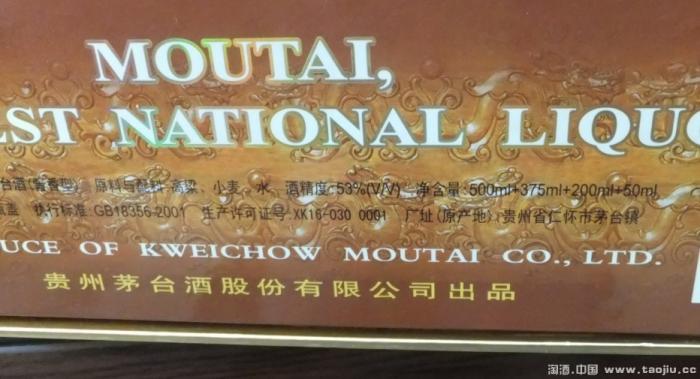 MOUTAI,
EST NATIONAL LIQUO
台酒(酱香型) 原料与配料:高粱、小麦、水 酒精度:53%(V/V) 净含量:500ml+375ml+200ml+50ml
盖 执行标准:GB18356-2001 生产许可证号:XK16-030 0001 厂址(原产地):贵州省仁怀市茅台镇
UCE OF KWEICHOW MOUTAI CO., LTD.
贵州茅台酒股份有限公司出品
淘酒.中国 www.taojiu.cc